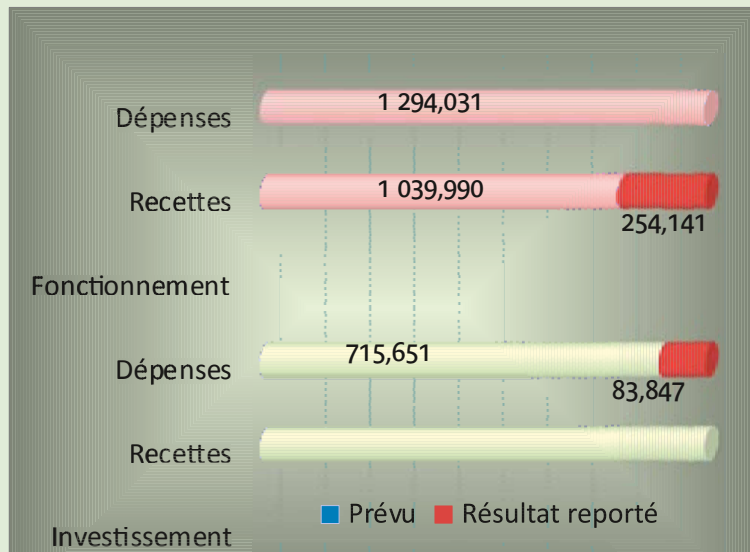 Dépenses 1 294,031
Recettes 1 039,990
254,141
Fonctionnement
Dépenses 715,651
83,847
Recettes
Prévu Résultat reporté
Investissement